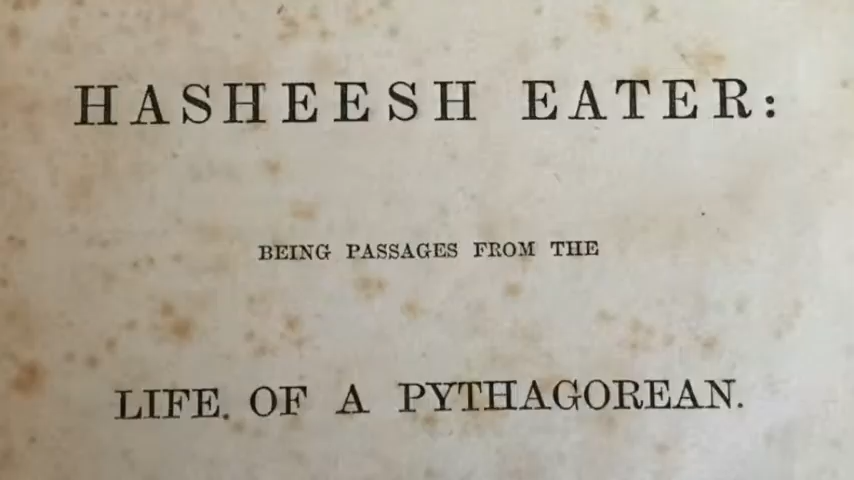 HASHEESH EATER:
BEING PASSAGES FROM THE
LIFE. OF A PYTHAGOREAN.